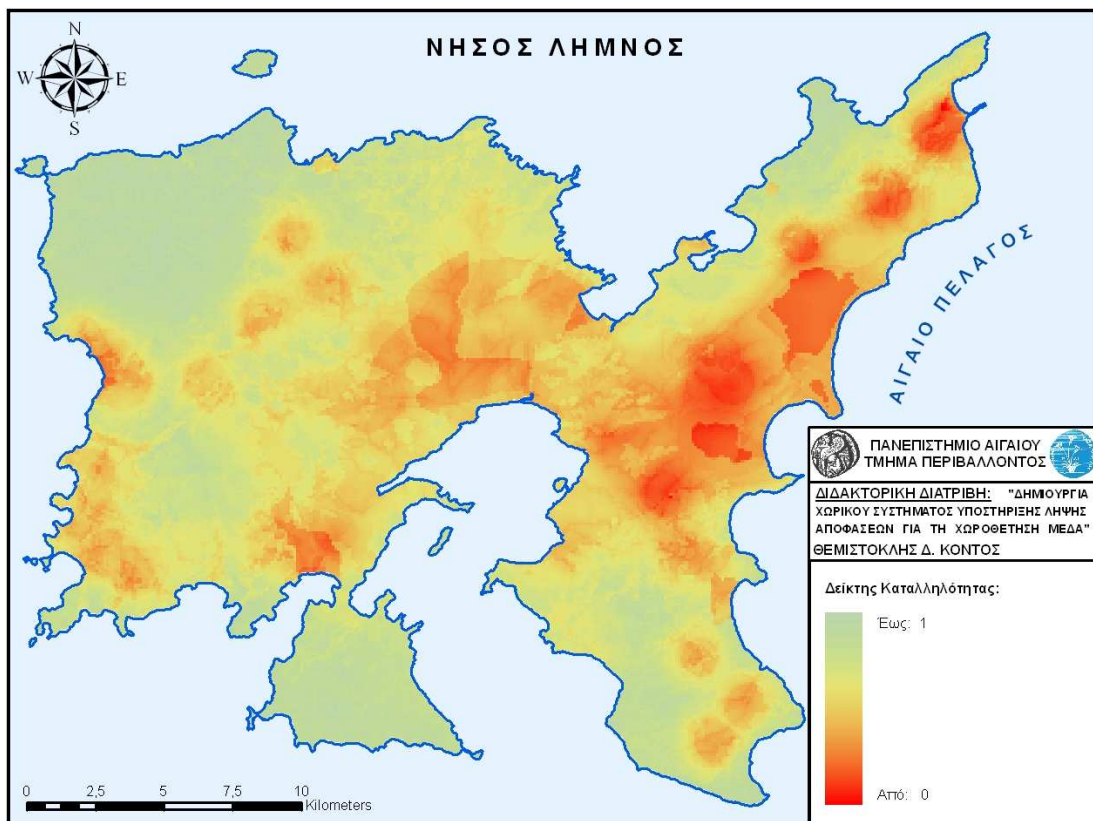 ΝΗΣΟΣ ΛΗΜΝΟΣ
N
W E
S
ΑΙΓΑΙΟ ΠΕΛΑΓΟΣ
ΠΑΝΕΠΙΣΤΗΜΙΟ ΑΙΓΑΙΟΥ
ΤΜΗΜΑ ΠΕΡΙΒΑΛΛΟΝΤΟΣ
ΔΙΔΑΚΤΟΡΙΚΗ ΔΙΑΤΡΙΒΗ: "ΔΗΜΙΟΥΡΓΙΑ
ΧΩΡΙΚΟΥ ΣΥΣΤΗΜΑΤΟΣ ΥΠΟΣΤΗΡΙΞΗΣ ΛΗΨΗΣ
ΑΠΟΦΑΣΕΩΝ ΓΙΑ ΤΗ ΧΩΡΟΘΕΤΗΣΗ ΜΕΔΑ"
ΘΕΜΙΣΤΟΚΛΗΣ Δ. ΚΟΝΤΟΣ
Δείκτης Καταλληλότητας:
Έως: 1
Από: 0
0 2,5 5 7,5 10
Kilometers